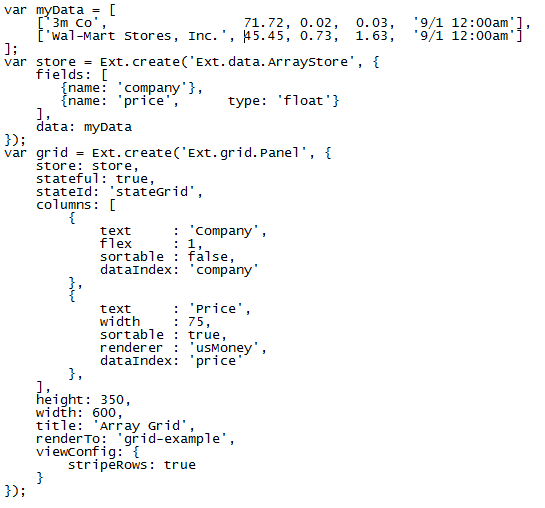 var myData = [
    ['3m Co',                 71.72, 0.02,  0.03,  '9/1 12:00am'],
    ['Wal-Mart Stores, Inc.', 45.45, 0.73,  1.63,  '9/1 12:00am']
];
var store = Ext.create('Ext.data.ArrayStore', {
    fields: [
       {name: 'company'},
       {name: 'price',      type: 'float'}
    ],
    data: myData
});
var grid = Ext.create('Ext.grid.Panel', {
    store: store,
    stateful: true,
    stateId: 'stateGrid',
    columns: [
        {
            text     : 'Company',
            flex     : 1,
            sortable : false,
            dataIndex: 'company'
        },
        {
            text     : 'Price',
            width    : 75,
            sortable : true,
            renderer : 'usMoney',
            dataIndex: 'price'
        },
    ],
    height: 350,
    width: 600,
    title: 'Array Grid',
    renderTo: 'grid-example',
    viewConfig: {
        stripeRows: true
    }
});